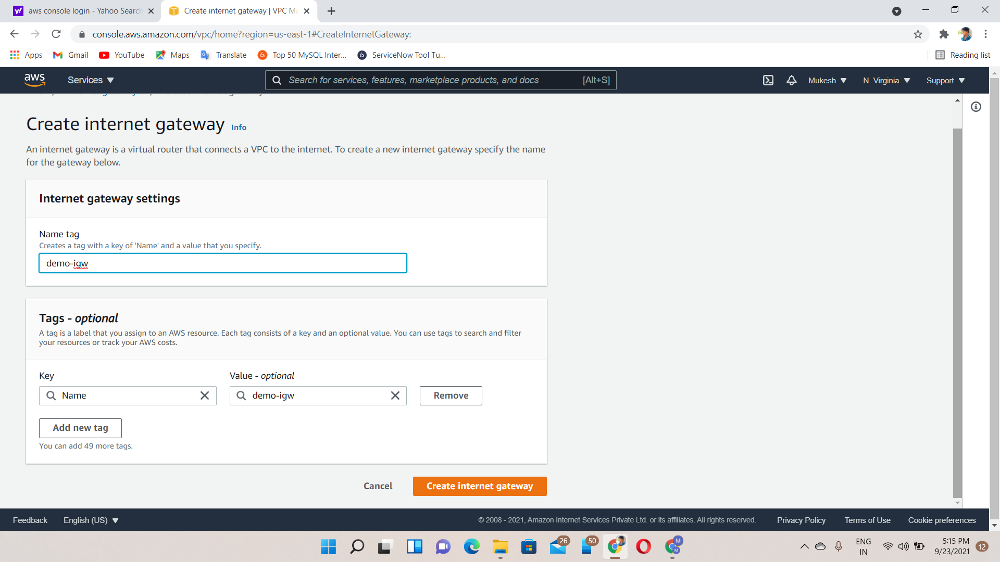 aws console login - Yahoo Search
Create internet gateway | VPC Ma
console.aws.amazon.com/vpc/home?region=us-east-1#CreateInternetGateway:
Apps
Gmail
YouTube
Maps
Translate
Top 50 MySQL Inter...
ServiceNow Tool Tu...
Reading list
aws
Services
Search for services, features, marketplace products, and docs
[Alt+S]
Mukesh
N. Virginia
Support
Create internet gateway
Info
An internet gateway is a virtual router that connects a VPC to the internet. To create a new internet gateway specify the name
for the gateway below.
Internet gateway settings
Name tag
Creates a tag with a key of 'Name' and a value that you specify.
demo-igw
Tags - optional
A tag is a label that you assign to an AWS resource. Each tag consists of a key and an optional value. You can use tags to search and filter
your resources or track your AWS costs.
Key
Value - optional
Name
demo-igw
Remove
Add new tag
You can add 49 more tags.
Cancel
Create internet gateway
Feedback
English (US)
© 2008 - 2021, Amazon Internet Services Private Ltd. or its affiliates. All rights reserved.
Privacy Policy
Terms of Use
Cookie preferences
26
50
M
M
ENG
IN
5:15 PM
9/23/2021
12